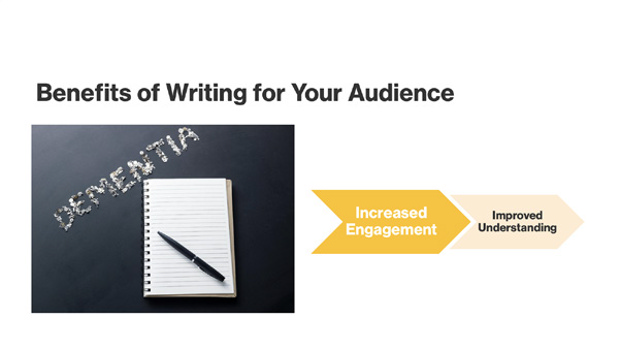 Benefits of Writing for Your Audience
DEMENTIA
Increased
Engagement
Improved
Understanding